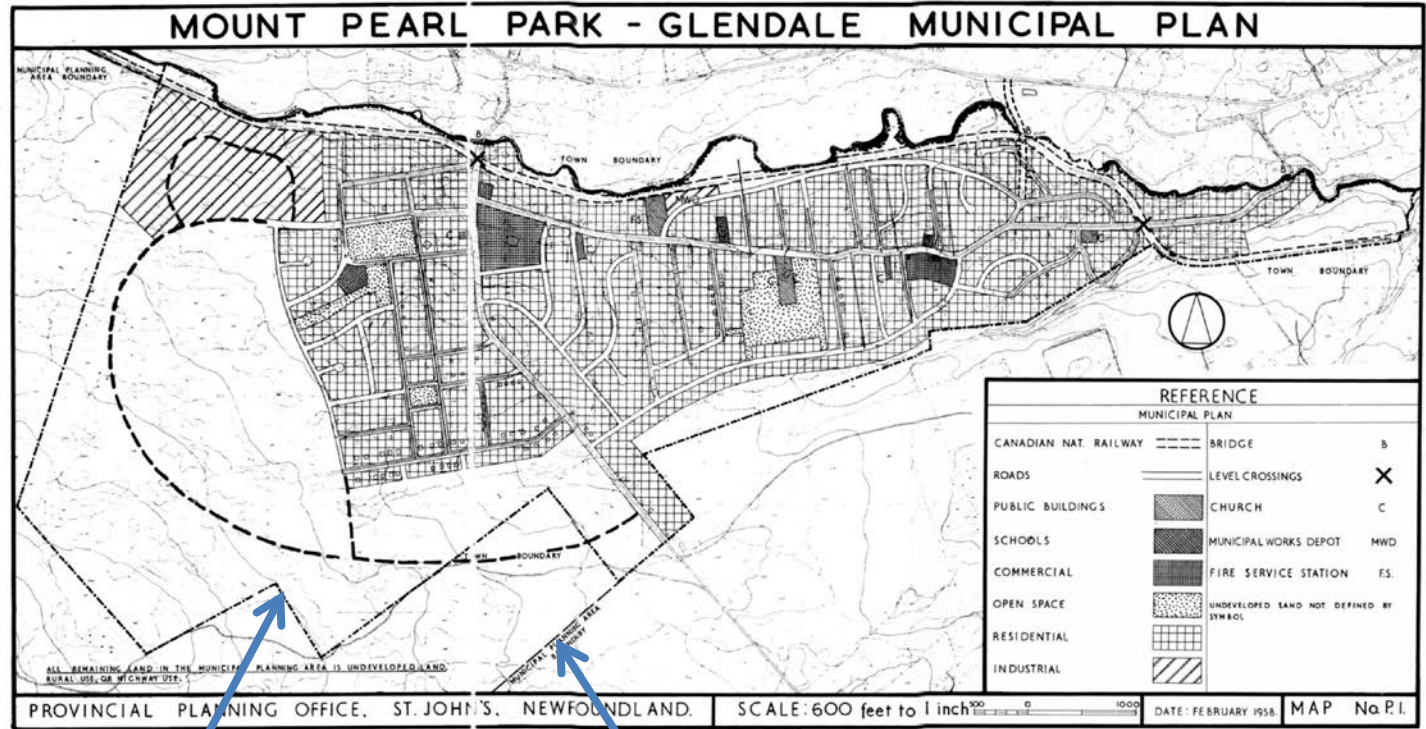 MOUNT PEARL PARK - GLENDALE MUNICIPAL PLAN
MUNICIPAL PLANNING
AREA BOUNDARY
B
TOWN BOUNDARY
B
B
MWD
F.S.
C
C
C
TOWN BOUNDARY
TOWN BOUNDARY
MUNICIPAL PLANNING AREA
BOUNDARY
ALL REMAINING LAND IN THE MUNICIPAL PLANNING AREA IS UNDEVELOPED LAND,
RURAL USE, OR HIGHWAY USE.
REFERENCE
MUNICIPAL PLAN
CANADIAN NAT. RAILWAY BRIDGE B
ROADS LEVEL CROSSINGS X
PUBLIC BUILDINGS CHURCH C
SCHOOLS MUNICIPAL WORKS DEPOT MWD
COMMERCIAL FIRE SERVICE STATION F.S.
OPEN SPACE UNDEVELOPED LAND NOT DEFINED BY
SYMBOL
RESIDENTIAL
INDUSTRIAL
PROVINCIAL PLANNING OFFICE, ST. JOHN'S, NEWFOUNDLAND. SCALE: 600 feet to 1 inch 500 0 1000 DATE: FEBRUARY 1958. MAP No. P.1.